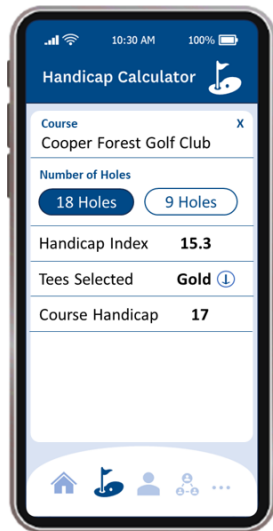 10:30 AM 100%
Handicap Calculator
Course X
Cooper Forest Golf Club
Number of Holes
18 Holes 9 Holes
Handicap Index 15.3
Tees Selected Gold
Course Handicap 17